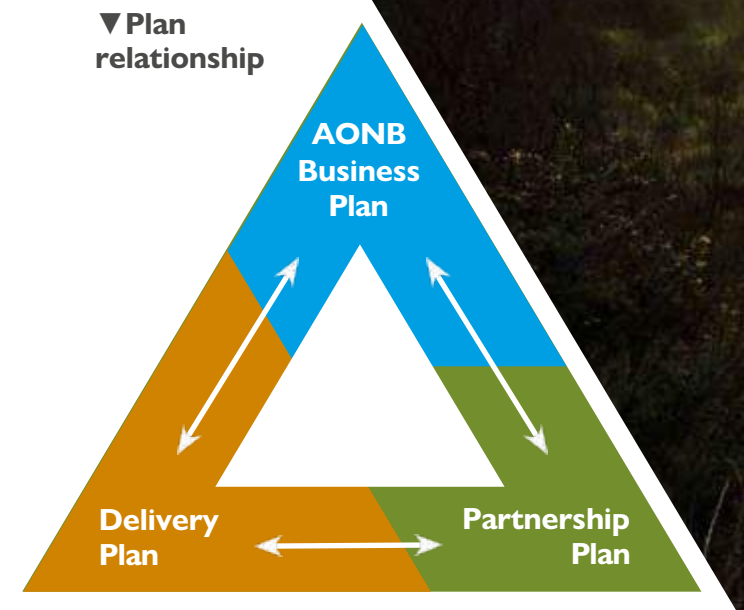 ▼Plan
relationship
AONB
Business
Plan
Delivery
Plan
Partnership
Plan